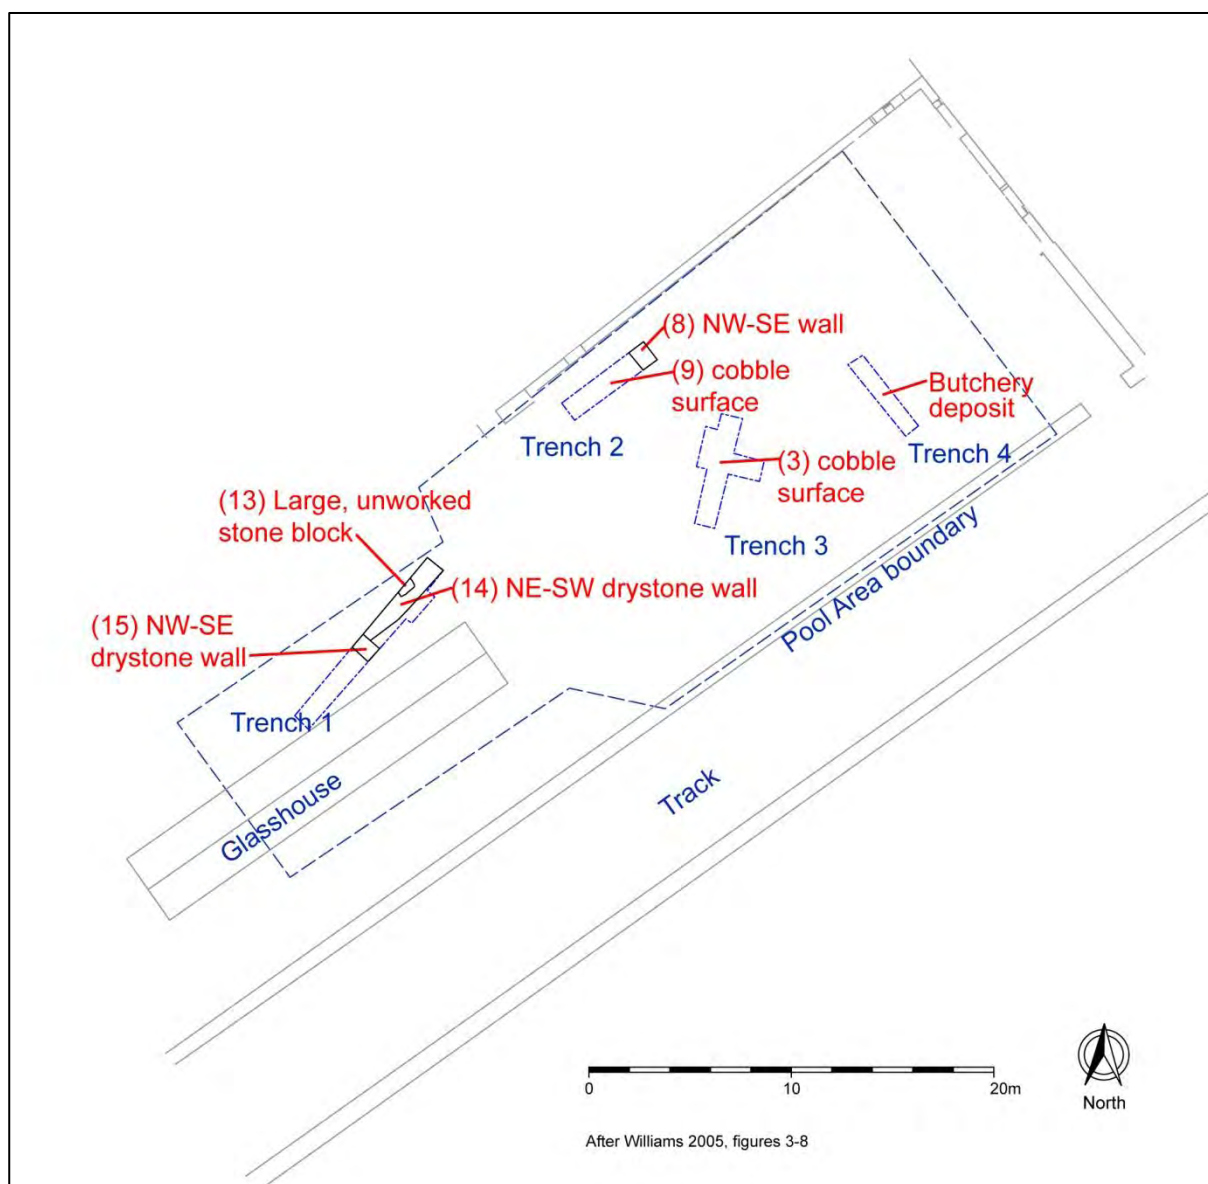 (8) NW-SE wall
(9) cobble
surface
Butchery
deposit
Trench 2
Trench 4
(3) cobble
surface
(13) Large, unworked
stone block
Trench 3
(14) NE-SW drystone wall
(15) NW-SE
drystone wall
Pool Area boundary
Trench 1
Glasshouse
Track
0 10 20m
North
After Williams 2005, figures 3-8